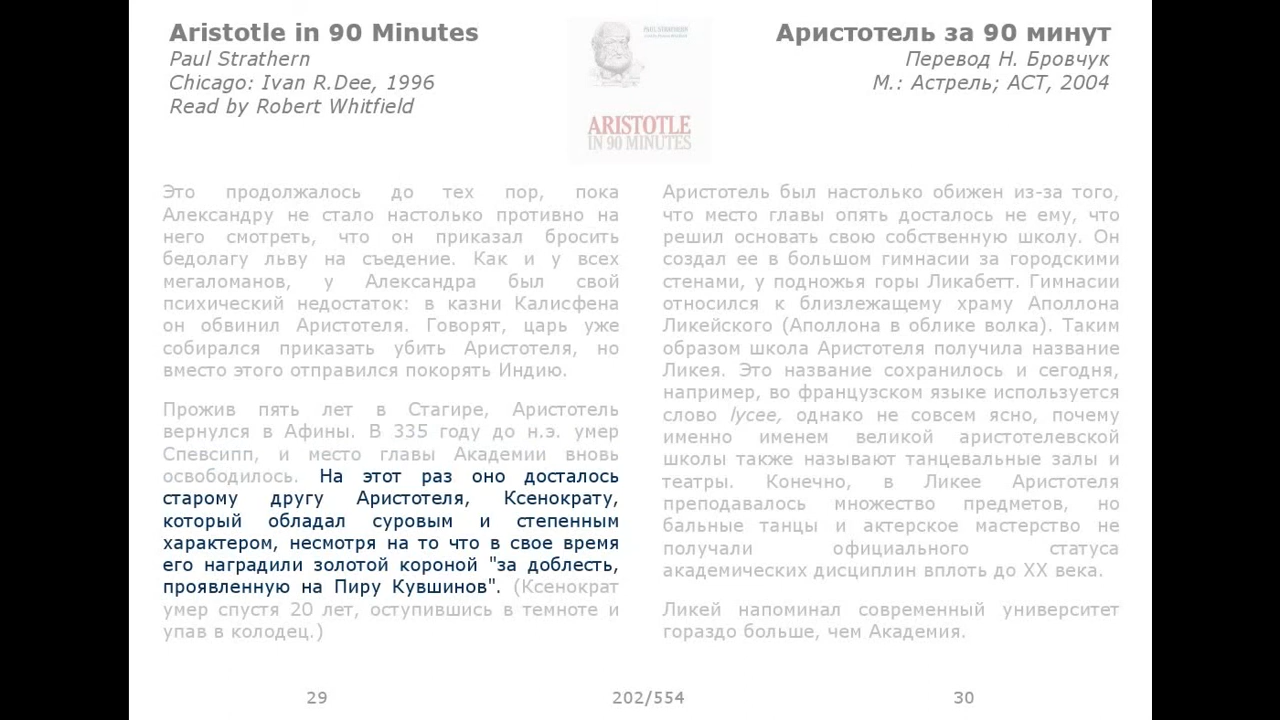 Aristotle in 90 Minutes
Paul Strathern
Chicago: Ivan R.Dee, 1996
Read by Robert Whitfield
PAUL STRATHERN
ARISTOTLE
IN 90 MINUTES
Аристотель за 90 минут
Перевод Н. Бровчук
М.: Астрель; АСТ, 2004
Это продолжалось до тех пор, пока
Александру не стало настолько противно на
него смотреть, что он приказал бросить
бедолагу льву на съедение. Как и у всех
мегаломанов, у Александра был свой
психический недостаток: в казни Калисфена
он обвинил Аристотеля. Говорят, царь уже
собирался приказать убить Аристотеля, но
вместо этого отправился покорять Индию.
Прожив пять лет в Стагире, Аристотель
вернулся в Афины. В 335 году до н.э. умер
Спевсипп, и место главы Академии вновь
освободилось. На этот раз оно досталось
старому другу Аристотеля, Ксенократу,
который обладал суровым и степенным
характером, несмотря на то что в свое время
его наградили золотой короной "за доблесть,
проявленную на Пиру Кувшинов". (Ксенократ
умер спустя 20 лет, оступившись в темноте и
упав в колодец.)
Аристотель был настолько обижен из-за того,
что место главы опять досталось не ему, что
решил основать свою собственную школу. Он
создал ее в большом гимнасии за городскими
стенами, у подножья горы Ликабетт. Гимнасии
относился к близлежащему храму Аполлона
Ликейского (Аполлона в облике волка). Таким
образом школа Аристотеля получила название
Ликея. Это название сохранилось и сегодня,
например, во французском языке используется
слово lycee, однако не совсем ясно, почему
именно именем великой аристотелевской
школы также называют танцевальные залы и
театры. Конечно, в Ликее Аристотеля
преподавалось множество предметов, но
бальные танцы и актерское мастерство не
получали официального статуса
академических дисциплин вплоть до XX века.
Ликей напоминал современный университет
гораздо больше, чем Академия.
29
202/554
30